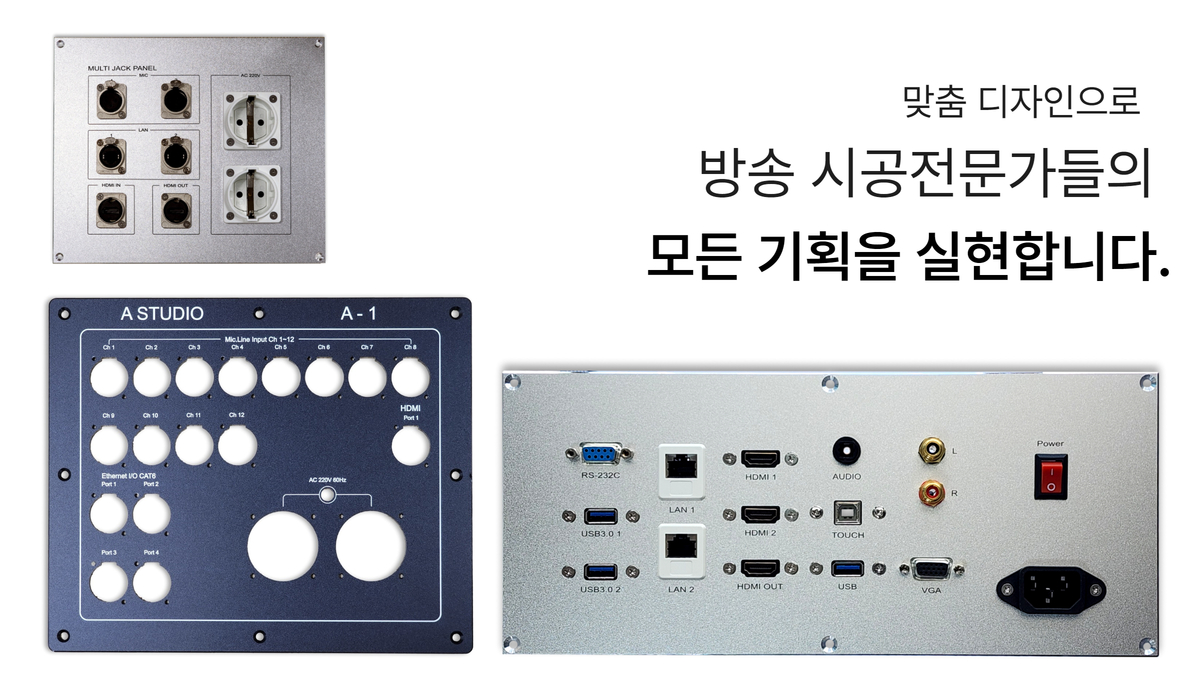 MULTI JACK PANEL
MIC
AC 220V
LAN
1
2
HDMI IN
HDMI OUT
맞춤 디자인으로
방송 시공전문가들의
모든 기획을 실현합니다.
A STUDIO
A - 1
Mic.Line Input Ch 1~12
Ch 1 Ch 2 Ch 3 Ch 4 Ch 5 Ch 6 Ch 7 Ch 8
Ch 9 Ch 10 Ch 11 Ch 12
HDMI
Port 1
Ethernet I/O CAT6
Port 1 Port 2
AC 220V 60Hz
Port 3 Port 4
RS-232C
LAN 1
HDMI 1
AUDIO
L
R
Power
USB3.0 1
HDMI 2
TOUCH
USB3.0 2
LAN 2
HDMI OUT
USB
VGA